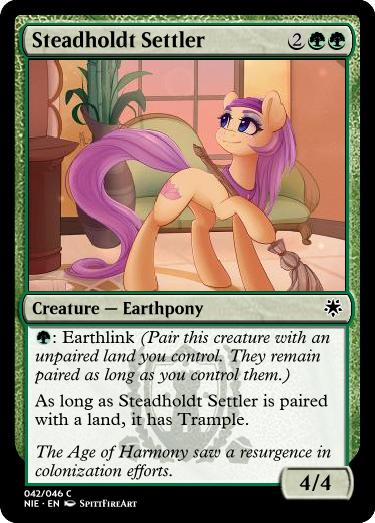 Steadholdt Settler 2
Creature — Earthpony
: Earthlink (Pair this creature with an
unpaired land you control. They remain
paired as long as you control them.)
As long as Steadholdt Settler is paired
with a land, it has Trample.
The Age of Harmony saw a resurgence in
colonization efforts.
4/4
042/046 C
NIE · EN SPITTFIREART